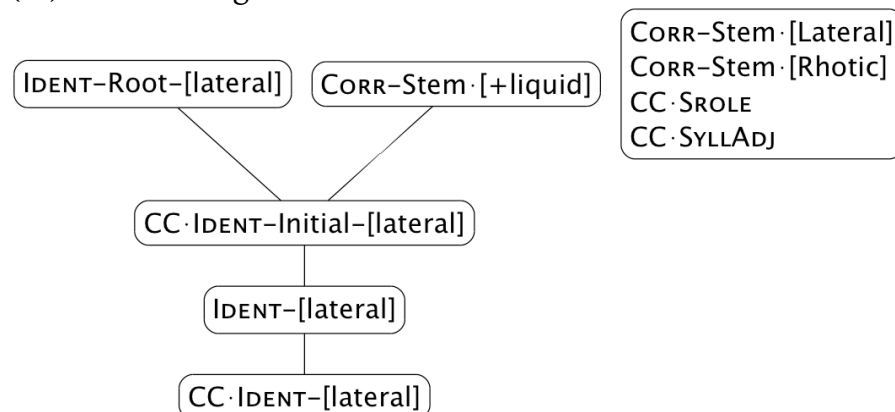 IDENT-Root-[lateral]
CORR-Stem·[+liquid]
CORR-Stem·[Lateral]
CORR-Stem·[Rhotic]
CC·SROLE
CC·SYLLADJ
CC·IDENT-Initial-[lateral]
IDENT-[lateral]
CC·IDENT-[lateral]